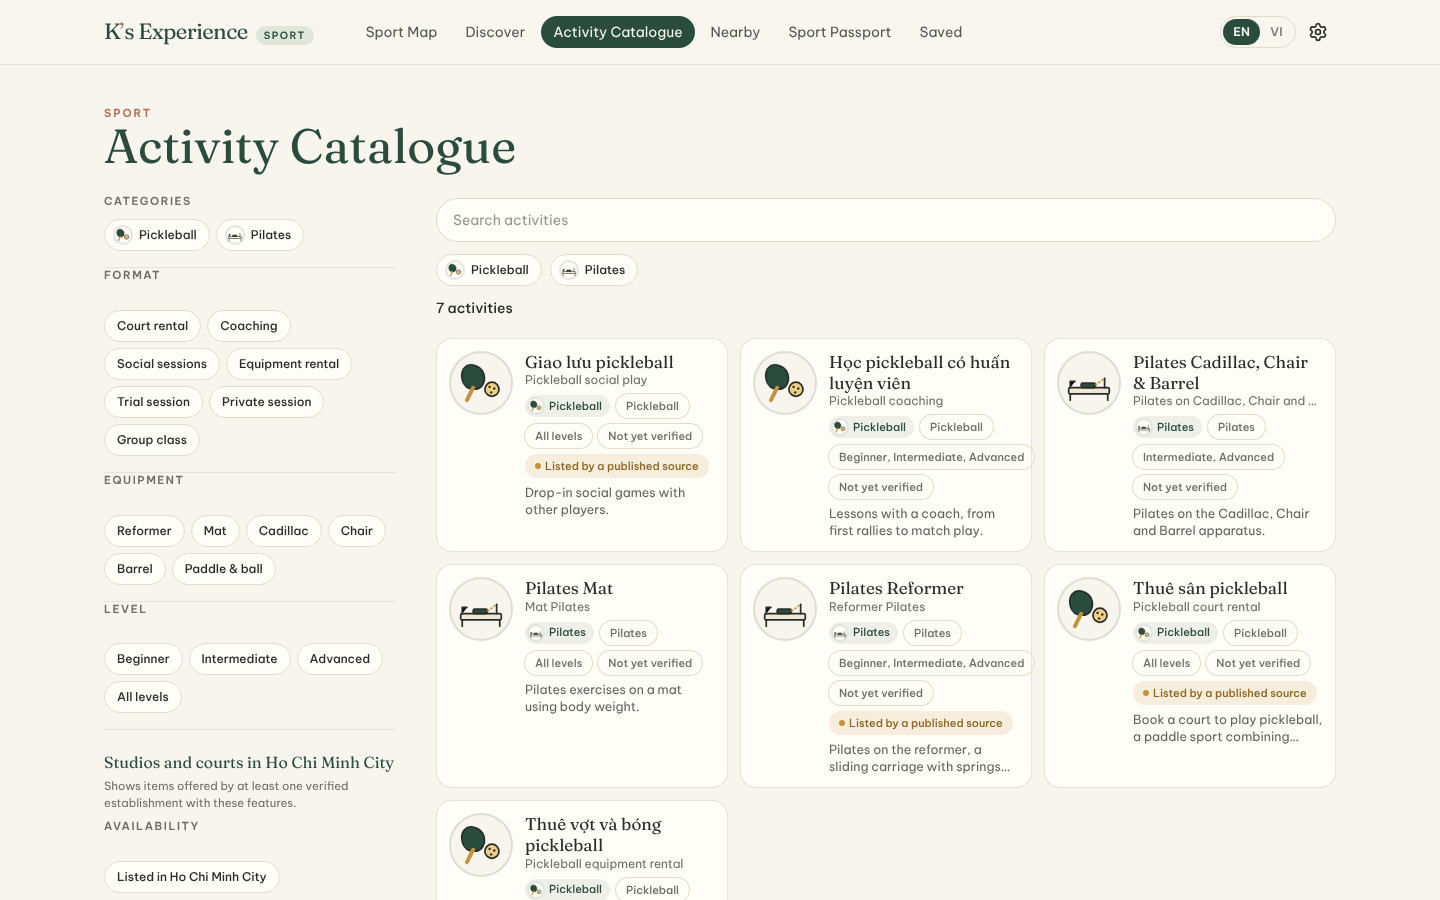 K's Experience SPORT
Sport Map Discover Activity Catalogue Nearby Sport Passport Saved
EN VI
SPORT
Activity Catalogue
CATEGORIES
Pickleball Pilates
FORMAT
Court rental Coaching
Social sessions Equipment rental
Trial session Private session
Group class
EQUIPMENT
Reformer Mat Cadillac Chair
Barrel Paddle & ball
LEVEL
Beginner Intermediate Advanced
All levels
Studios and courts in Ho Chi Minh City
Shows items offered by at least one verified
establishment with these features.
AVAILABILITY
Listed in Ho Chi Minh City
Search activities
Pickleball Pilates
7 activities
Giao lưu pickleball
Pickleball social play
Pickleball Pickleball
All levels Not yet verified
Listed by a published source
Drop-in social games with
other players.
Học pickleball có huấn
luyện viên
Pickleball coaching
Pickleball Pickleball
Beginner, Intermediate, Advanced
Not yet verified
Lessons with a coach, from
first rallies to match play.
Pilates Cadillac, Chair
& Barrel
Pilates on Cadillac, Chair and ...
Pilates Pilates
Intermediate, Advanced
Not yet verified
Pilates on the Cadillac, Chair
and Barrel apparatus.
Pilates Mat
Mat Pilates
Pilates Pilates
All levels Not yet verified
Pilates exercises on a mat
using body weight.
Pilates Reformer
Reformer Pilates
Pilates Pilates
Beginner, Intermediate, Advanced
Not yet verified
Listed by a published source
Pilates on the reformer, a
sliding carriage with springs...
Thuê sân pickleball
Pickleball court rental
Pickleball Pickleball
All levels Not yet verified
Listed by a published source
Book a court to play pickleball,
a paddle sport combining...
Thuê vợt và bóng
pickleball
Pickleball equipment rental
Pickleball Pickleball